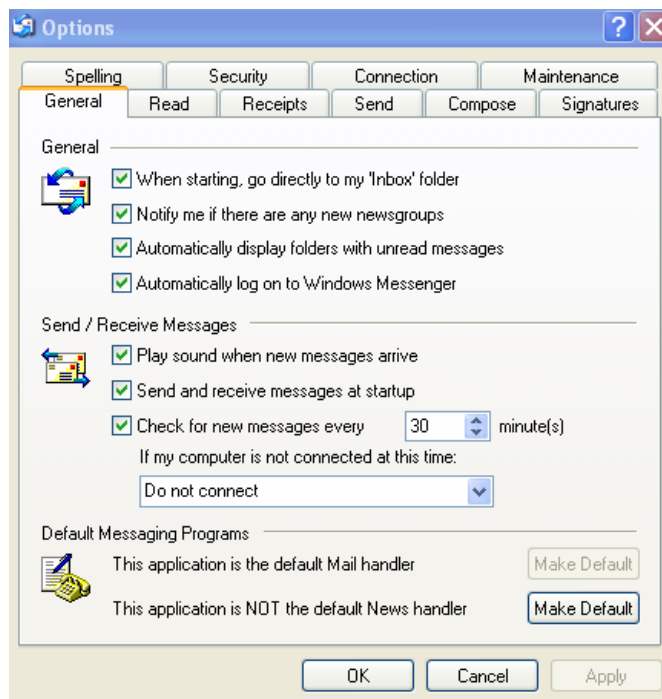 Options
Spelling Security Connection Maintenance
General Read Receipts Send Compose Signatures
General
When starting, go directly to my 'Inbox' folder
Notify me if there are any new newsgroups
Automatically display folders with unread messages
Automatically log on to Windows Messenger
Send / Receive Messages
Play sound when new messages arrive
Send and receive messages at startup
Check for new messages every 30 minute(s)
If my computer is not connected at this time:
Do not connect
Default Messaging Programs
This application is the default Mail handler Make Default
This application is NOT the default News handler Make Default
OK Cancel Apply